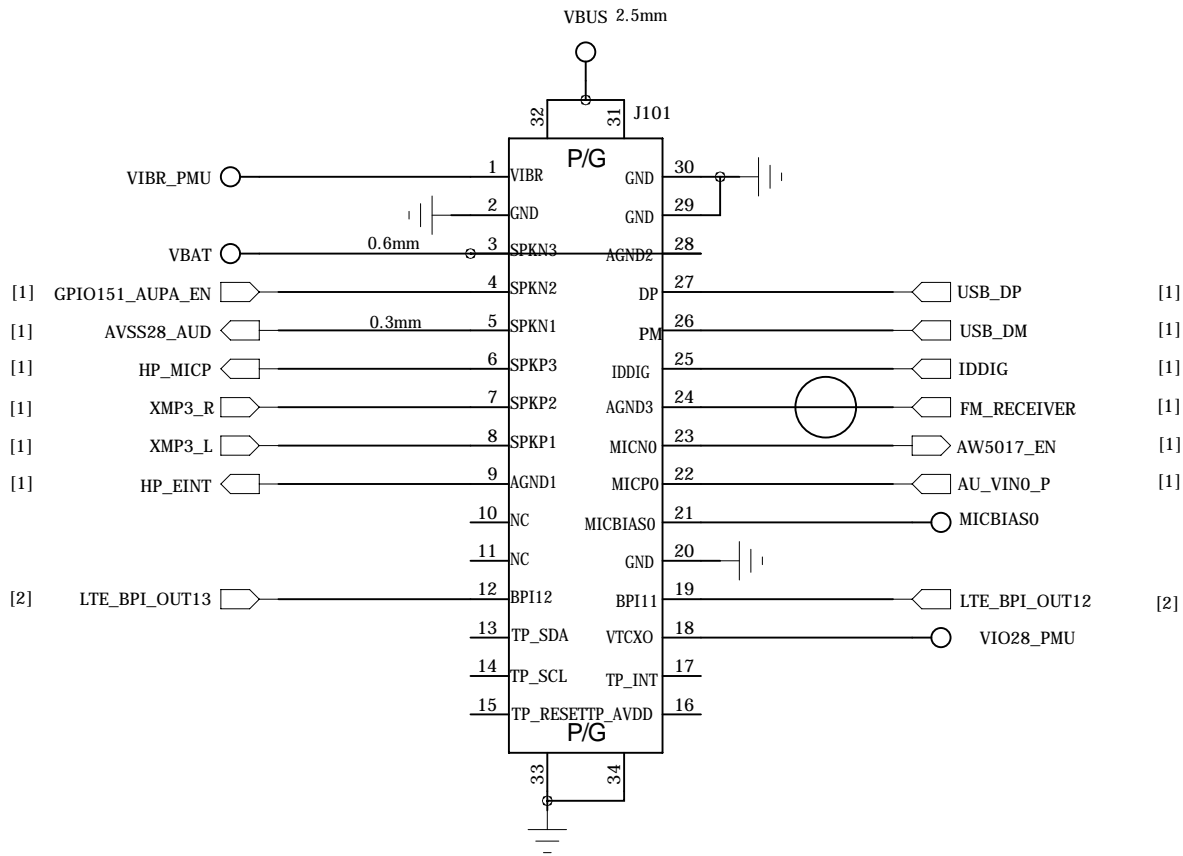 VBUS 2.5mm
32 31 J101
P/G
VIBR_PMU 1 VIBR GND 30
2 GND GND 29
VBAT 0.6mm 3 SPKN3 AGND2 28
[1] GPIO151_AUPA_EN 4 SPKN2 DP 27 USB_DP [1]
[1] AVSS28_AUD 0.3mm 5 SPKN1 PM 26 USB_DM [1]
[1] HP_MICP 6 SPKP3 IDDIG 25 IDDIG [1]
[1] XMP3_R 7 SPKP2 AGND3 24 FM_RECEIVER [1]
[1] XMP3_L 8 SPKP1 MICN0 23 AW5017_EN [1]
[1] HP_EINT 9 AGND1 MICP0 22 AU_VIN0_P [1]
10 NC MICBIAS0 21 MICBIAS0
11 NC GND 20
[2] LTE_BPI_OUT13 12 BPI12 BPI11 19 LTE_BPI_OUT12 [2]
13 TP_SDA VTCXO 18 VIO28_PMU
14 TP_SCL TP_INT 17
15 TP_RESET TP_AVDD 16
P/G
33 34